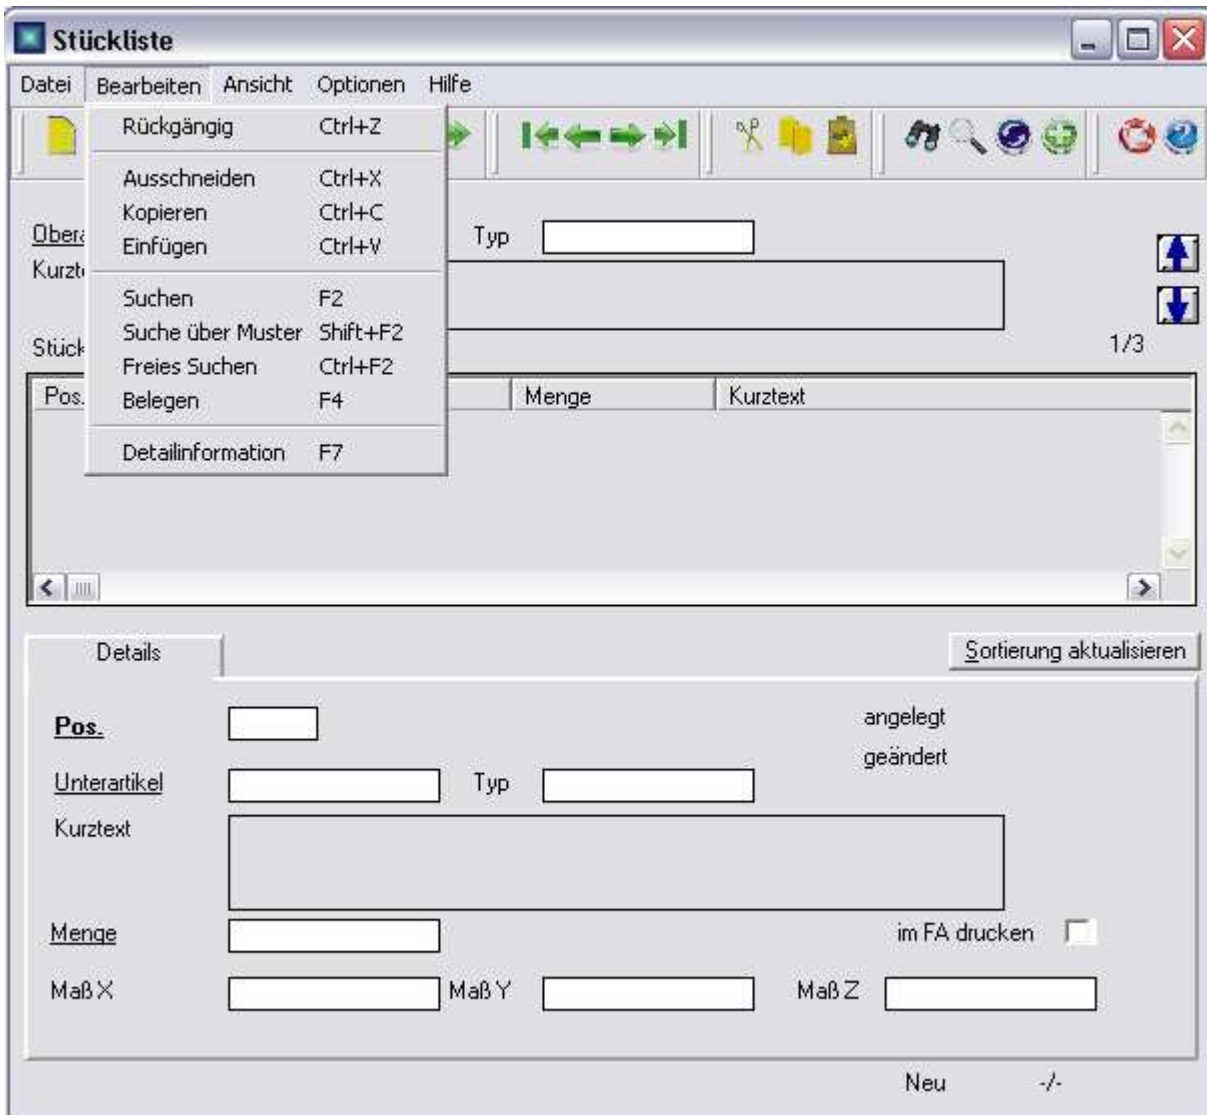 Stückliste
Datei Bearbeiten Ansicht Optionen Hilfe
Rückgängig Ctrl+Z
Ausschneiden Ctrl+X
Kopieren Ctrl+C
Einfügen Ctrl+V
Suchen F2
Suche über Muster Shift+F2
Freies Suchen Ctrl+F2
Belegen F4
Detailinformation F7
Typ
1/3
Pos. Menge Kurztext
Details Sortierung aktualisieren
Pos. angelegt
geändert
Unterartikel Typ
Kurztext
Menge im FA drucken
Maß X Maß Y Maß Z
Neu -/-